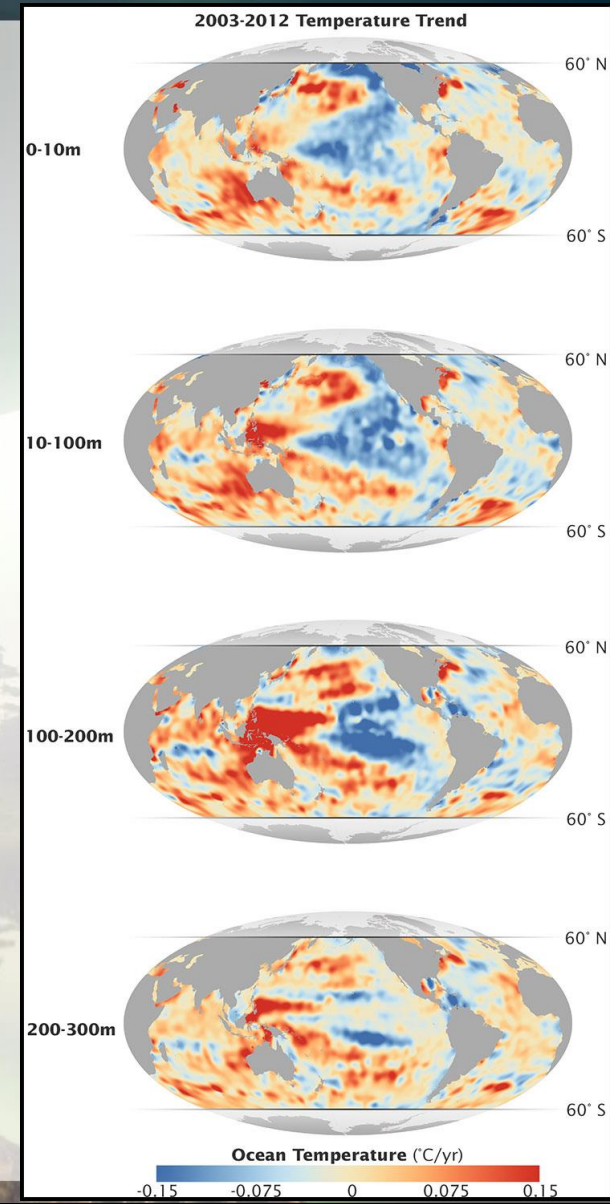 2003-2012 Temperature Trend
60° N
0-10m
60° S
60° N
10-100m
60° S
60° N
100-200m
60° S
60° N
200-300m
60° S
Ocean Temperature (°C/yr)
-0.15 -0.075 0 0.075 0.15